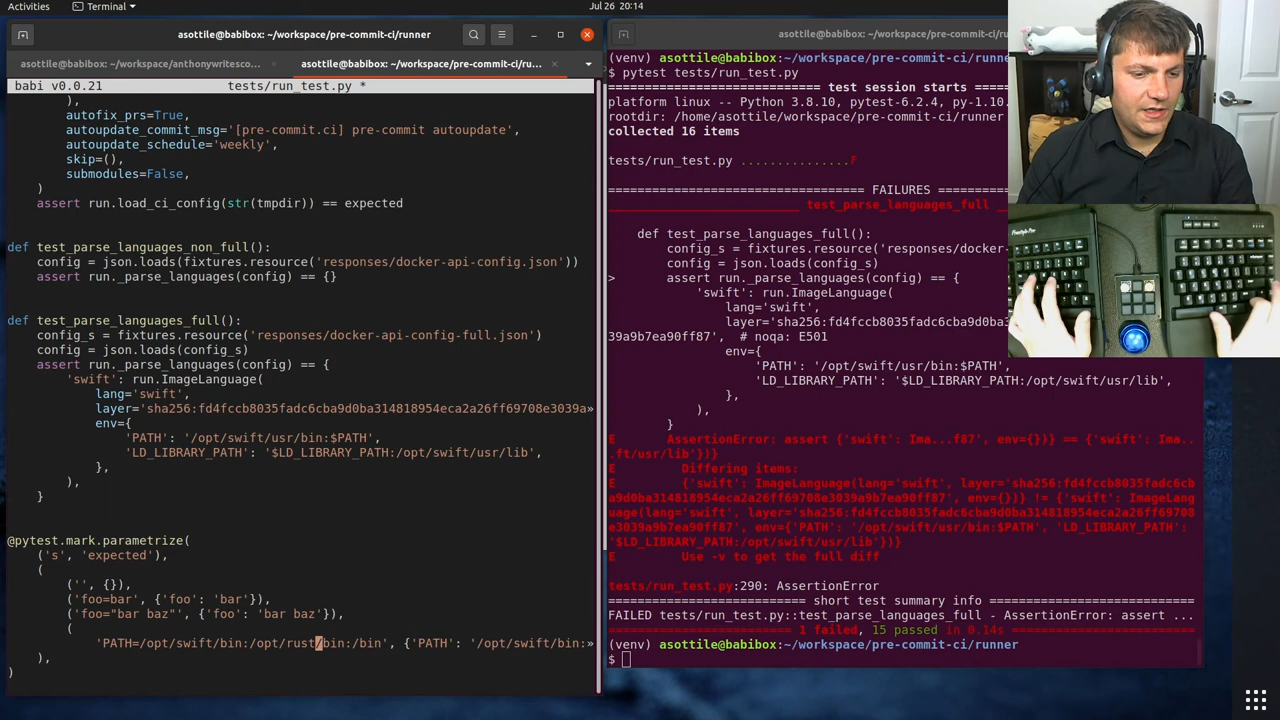 Activities
Terminal
Jul 26 20:14
asottile@babibox: ~/workspace/pre-commit-ci/runner
asottile@babibox: ~/workspace/anthonywritesco...
asottile@babibox: ~/workspace/pre-commit-ci/ru...
babi v0.0.21
tests/run_test.py *
),
autofix_prs=True,
autoupdate_commit_msg='[pre-commit.ci] pre-commit autoupdate',
autoupdate_schedule='weekly',
skip=(),
submodules=False,
)
assert run.load_ci_config(str(tmpdir)) == expected
def test_parse_languages_non_full():
config = json.loads(fixtures.resource('responses/docker-api-config.json'))
assert run._parse_languages(config) == {}
def test_parse_languages_full():
config_s = fixtures.resource('responses/docker-api-config-full.json')
config = json.loads(config_s)
assert run._parse_languages(config) == {
'swift': run.ImageLanguage(
lang='swift',
layer='sha256:fd4fccb8035fadc6cba9d0ba314818954eca2a26ff69708e3039a»
env={
'PATH': '/opt/swift/usr/bin:$PATH',
'LD_LIBRARY_PATH': '$LD_LIBRARY_PATH:/opt/swift/usr/lib',
},
),
}
@pytest.mark.parametrize(
('s', 'expected'),
(
('', {}),
('foo=bar', {'foo': 'bar'}),
('foo="bar baz"', {'foo': 'bar baz'}),
(
'PATH=/opt/swift/bin:/opt/rust/bin:/bin', {'PATH': '/opt/swift/bin:»
),
)
asottile@babibox: ~/workspace/pre-commit-ci/runn
(venv) asottile@babibox:~/workspace/pre-commit-ci/runne
$ pytest tests/run_test.py
============================ test session starts
platform linux -- Python 3.8.10, pytest-6.2.4, py-1.10.
rootdir: /home/asottile/workspace/pre-commit-ci/runner
collected 16 items
tests/run_test.py ...............F
=================================== FAILURES
__________________________ test_parse_languages_full
def test_parse_languages_full():
config_s = fixtures.resource('responses/docker-
config = json.loads(config_s)
> assert run._parse_languages(config) == {
'swift': run.ImageLanguage(
lang='swift',
layer='sha256:fd4fccb8035fadc6cba9d0ba3
39a9b7ea90ff87', # noqa: E501
env={
'PATH': '/opt/swift/usr/bin:$PATH',
'LD_LIBRARY_PATH': '$LD_LIBRARY_PATH:/opt/swift/usr/lib',
},
),
}
E AssertionError: assert {'swift': Ima...f87', env={})} == {'swift': Ima..
.ft/usr/lib'})}
E Differing items:
E {'swift': ImageLanguage(lang='swift', layer='sha256:fd4fccb8035fadc6cb
a9d0ba314818954eca2a26ff69708e3039a9b7ea90ff87', env={})} != {'swift': ImageLang
uage(lang='swift', layer='sha256:fd4fccb8035fadc6cba9d0ba314818954eca2a26ff69708
e3039a9b7ea90ff87', env={'PATH': '/opt/swift/usr/bin:$PATH', 'LD_LIBRARY_PATH':
'$LD_LIBRARY_PATH:/opt/swift/usr/lib'})}
E Use -v to get the full diff
tests/run_test.py:290: AssertionError
========================== short test summary info ===========================
FAILED tests/run_test.py::test_parse_languages_full - AssertionError: assert ...
========================= 1 failed, 15 passed in 0.14s =========================
(venv) asottile@babibox:~/workspace/pre-commit-ci/runner
$